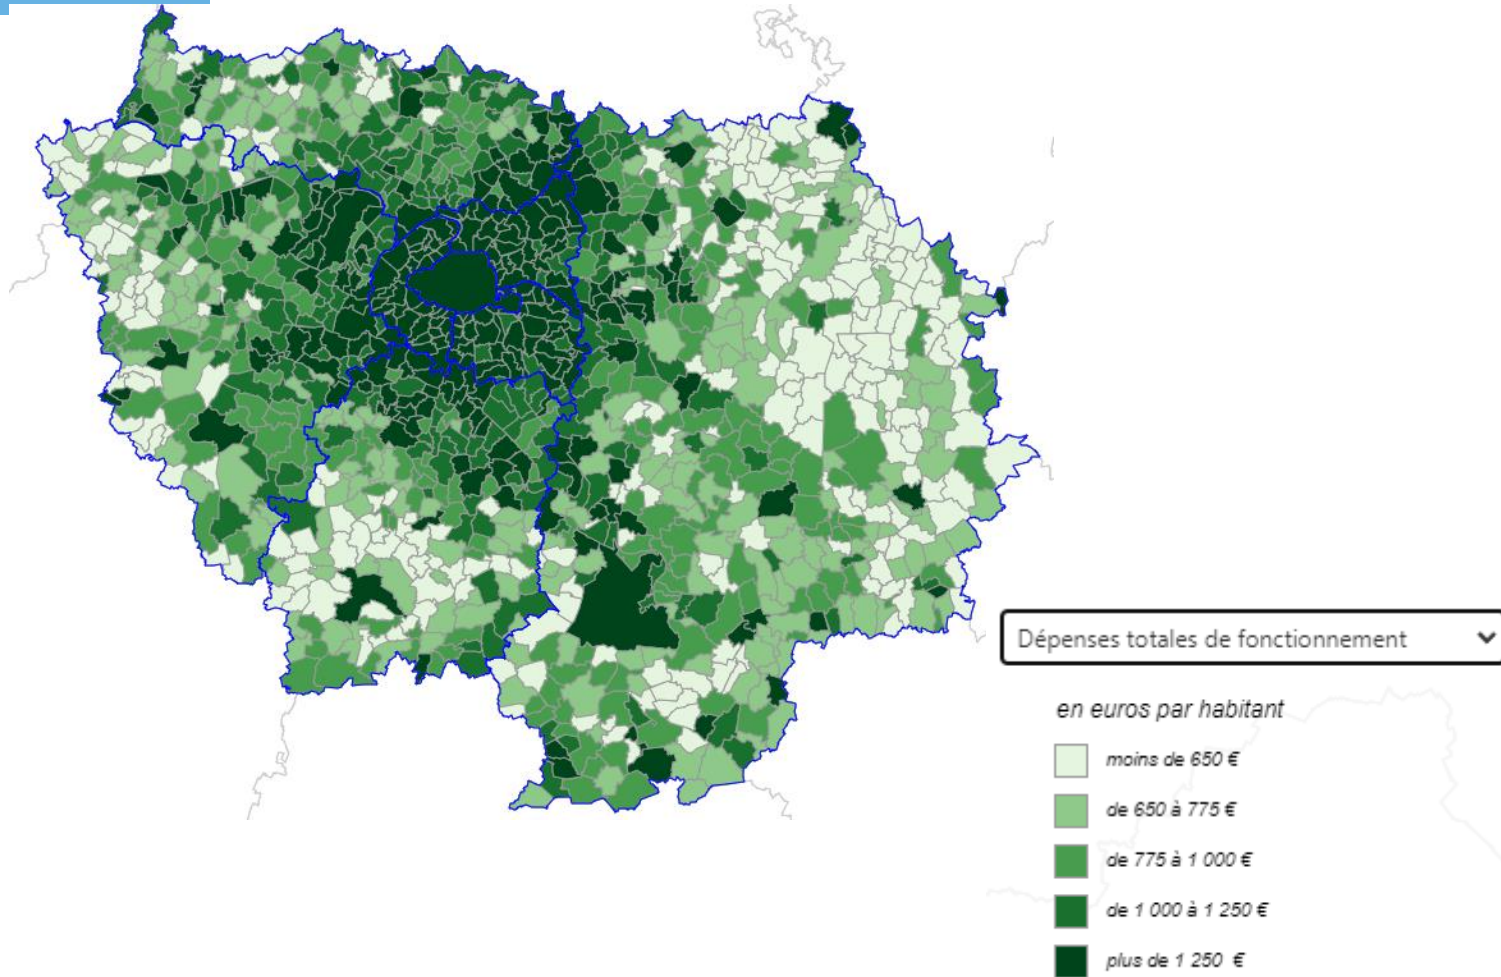 Dépenses totales de fonctionnement
en euros par habitant
moins de 650 €
de 650 à 775 €
de 775 à 1 000 €
de 1 000 à 1 250 €
plus de 1 250 €